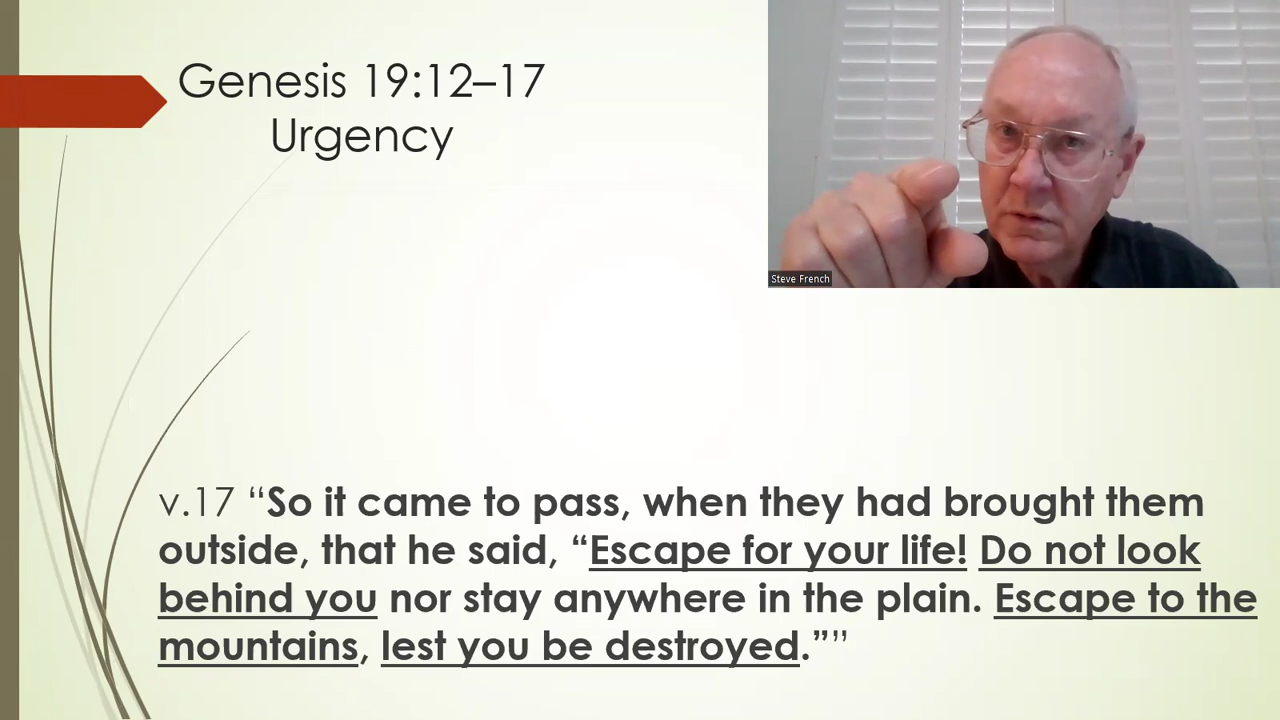 Genesis 19:12–17
Urgency
Steve French
v.17 “So it came to pass, when they had brought them
outside, that he said, “Escape for your life! Do not look
behind you nor stay anywhere in the plain. Escape to the
mountains, lest you be destroyed.””